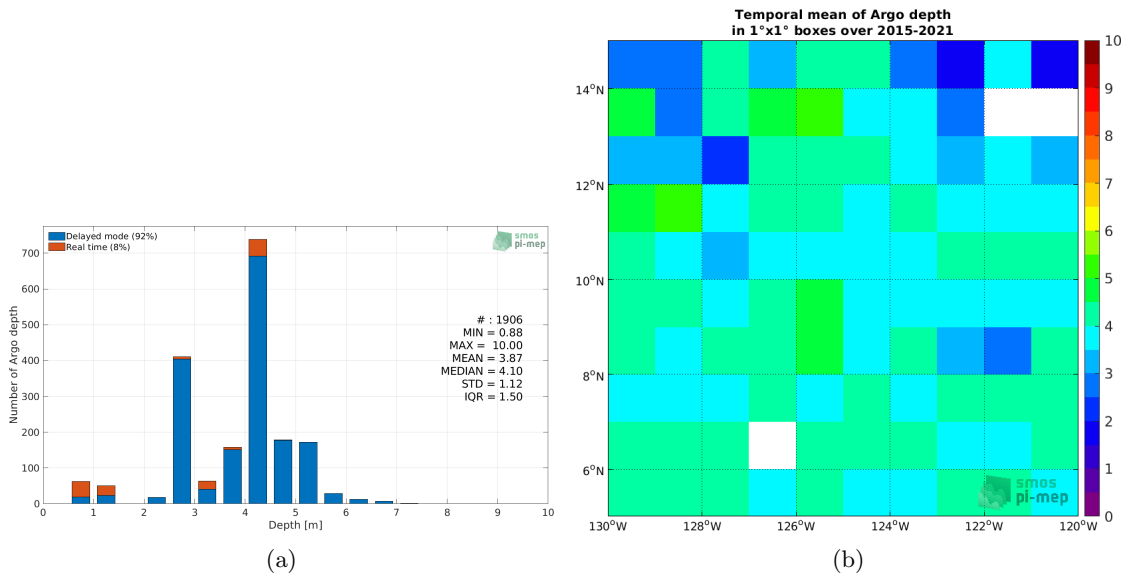 Delayed mode (92%)
Real time (8%)
smos
pi-mep
700
600
500
400
300
200
100
0
Number of Argo depth
# : 1906
MIN = 0.88
MAX = 10.00
MEAN = 3.87
MEDIAN = 4.10
STD = 1.12
IQR = 1.50
0 1 2 3 4 5 6 7 8 9 10
Depth [m]
(a)
Temporal mean of Argo depth
in 1°x1° boxes over 2015-2021
14°N
12°N
10°N
8°N
6°N
130°W 128°W 126°W 124°W 122°W 120°W
smos
pi-mep
10
9
8
7
6
5
4
3
2
1
0
(b)